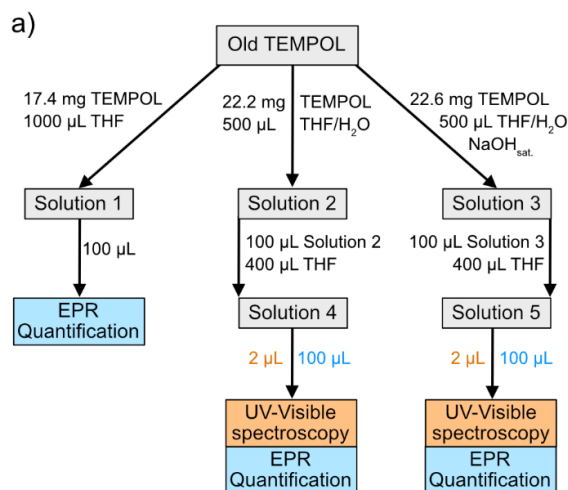 a)
Old TEMPOL
17.4 mg TEMPOL
1000 µL THF
22.2 mg TEMPOL
500 µL THF/H₂O
22.6 mg TEMPOL
500 µL THF/H₂O
NaOHsat.
Solution 1
Solution 2
Solution 3
100 µL
100 µL Solution 2
400 µL THF
100 µL Solution 3
400 µL THF
EPR
Quantification
Solution 4
Solution 5
2 µL 100 µL
2 µL 100 µL
UV-Visible
spectroscopy
EPR
Quantification
UV-Visible
spectroscopy
EPR
Quantification